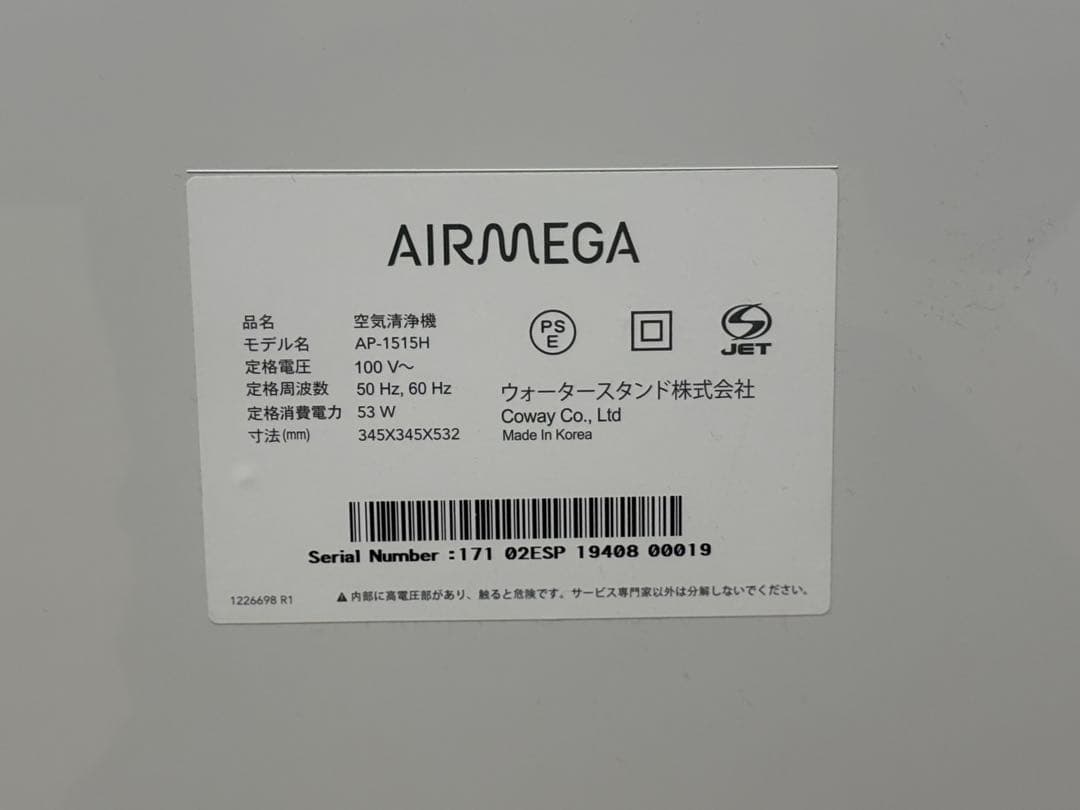 AIRMEGA
品名 空気清浄機
モデル名 AP-1515H
定格電圧 100 V～
定格周波数 50 Hz, 60 Hz
定格消費電力 53 W
寸法(mm) 345X345X532
PS
E
JET
ウォータースタンド株式会社
Coway Co., Ltd
Made In Korea
Serial Number :171 02ESP 19408 00019
1226698 R1
⚠内部に高電圧部があり、触ると危険です。サービス専門家以外は分解しないでください。